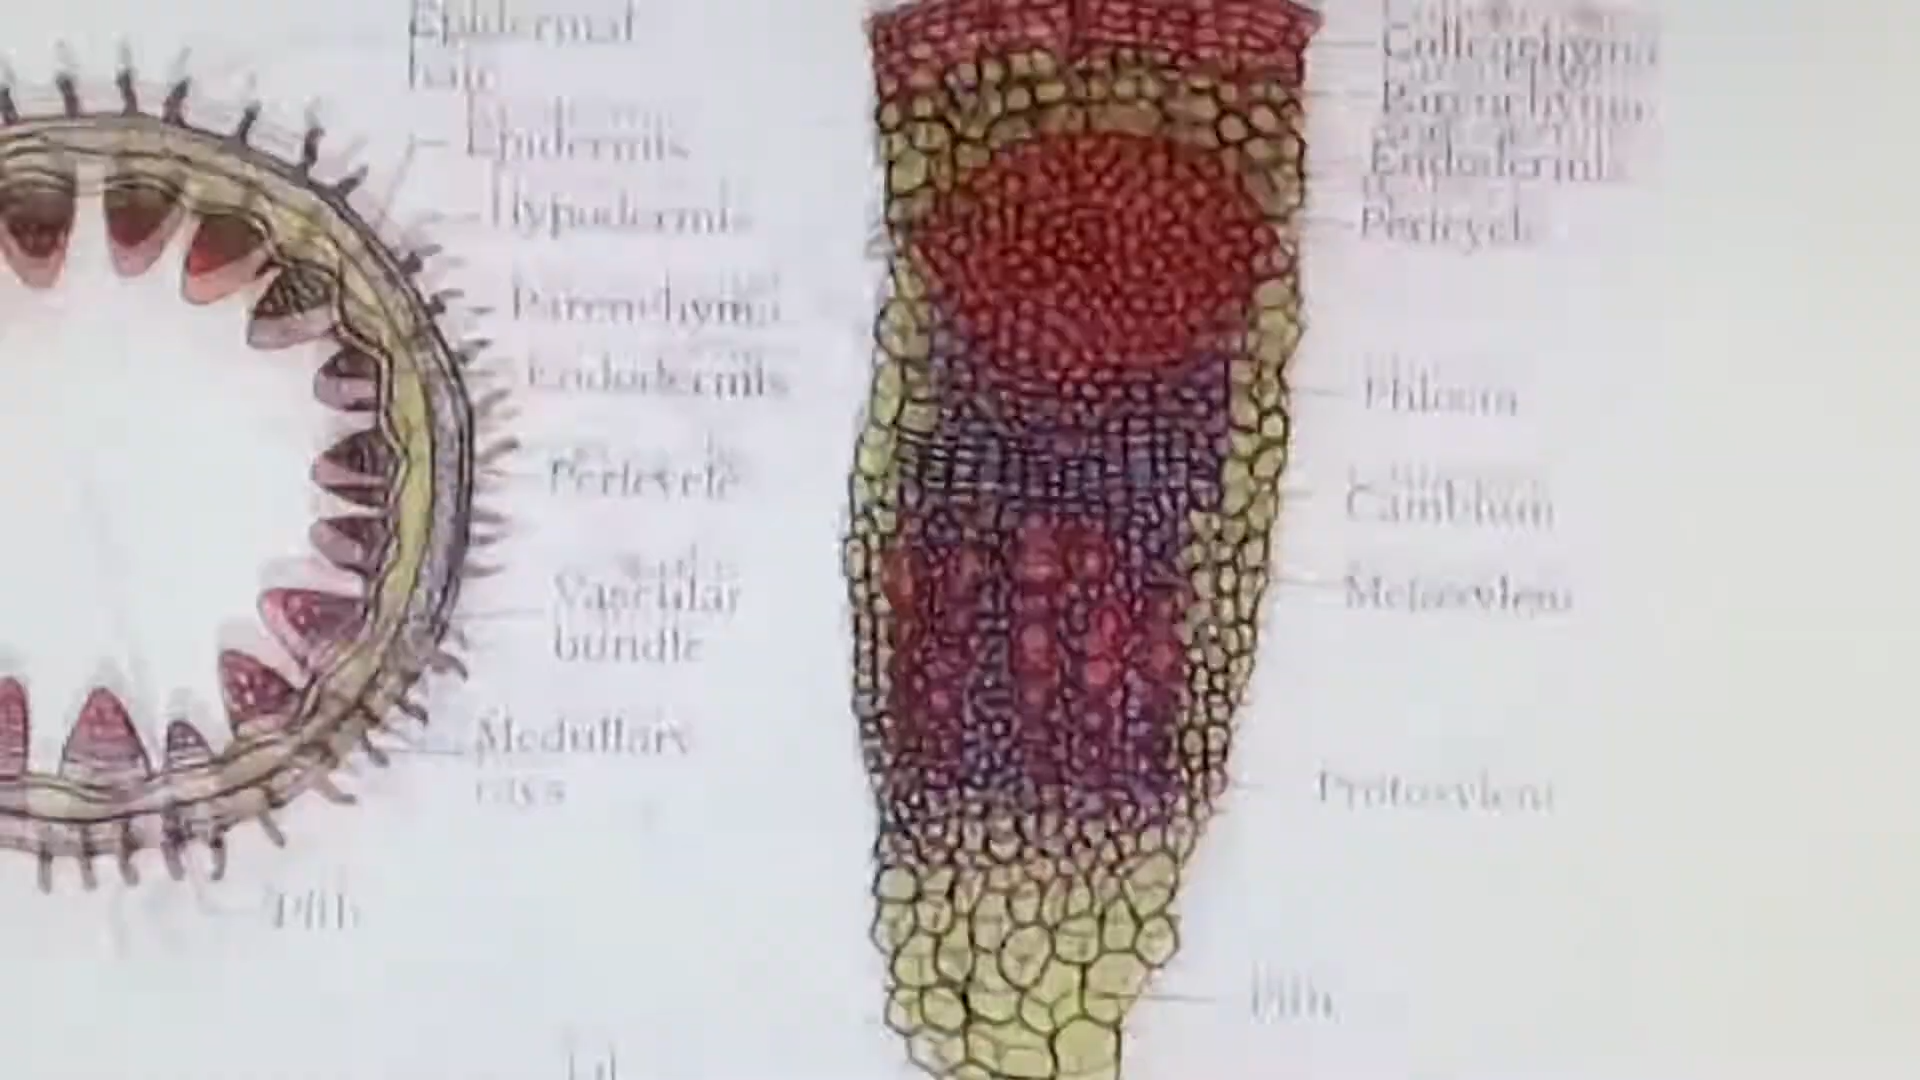 Epidermal
hair
Epidermis
Hypodermis
Parenchyma
Endodermis
Pericycle
Vascular
bundle
Medullary
rays
Pith
Collenchyma
Parenchyma
Endodermis
Pericycle
Phloem
Cambium
Metaxylem
Protoxylem
Pith